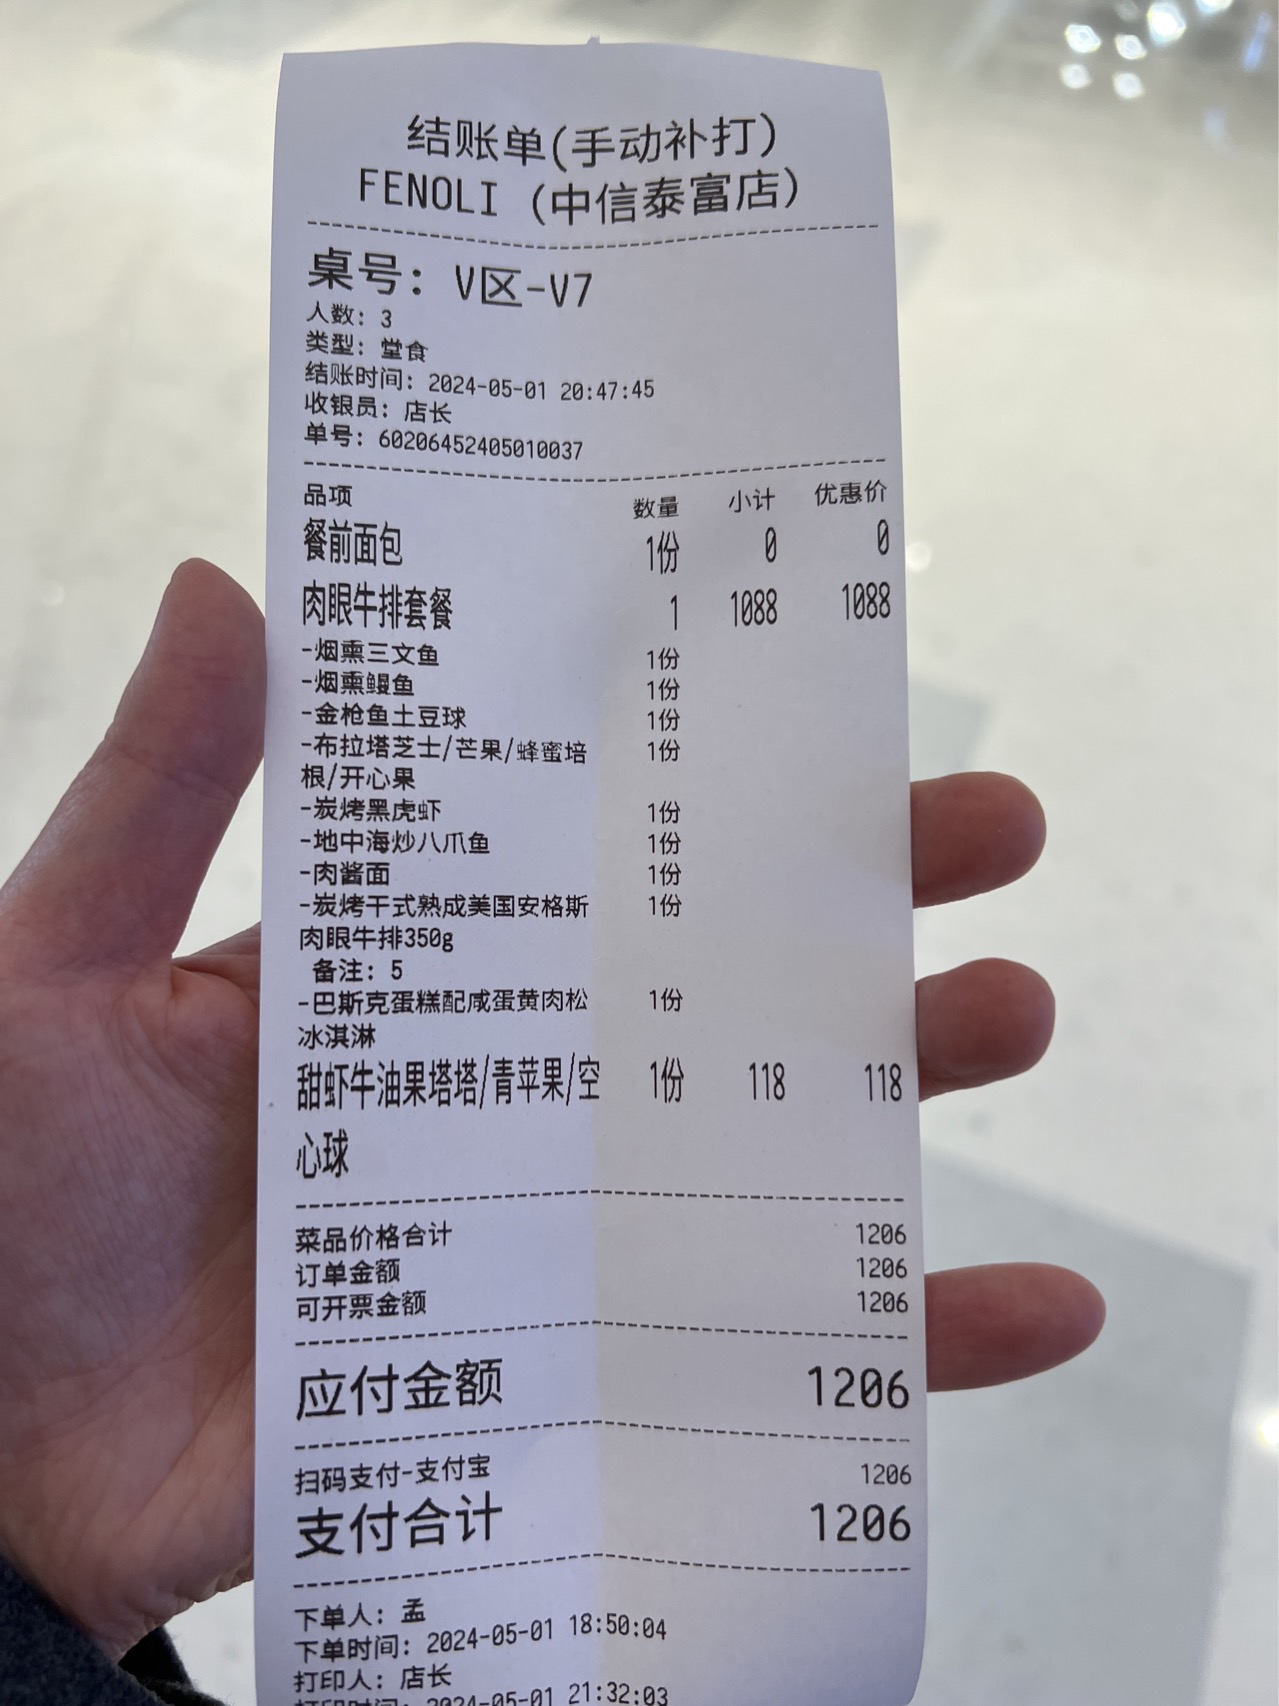 结账单(手动补打)
FENOLI (中信泰富店)
桌号: V区-V7
人数: 3
类型: 堂食
结账时间: 2024-05-01 20:47:45
收银员: 店长
单号: 60206452405010037
品项 数量 小计 优惠价
餐前面包 1份 0 0
肉眼牛排套餐 1 1088 1088
-烟熏三文鱼 1份
-烟熏鳗鱼 1份
-金枪鱼土豆球 1份
-布拉塔芝士/芒果/蜂蜜培 1份
根/开心果
-炭烤黑虎虾 1份
-地中海炒八爪鱼 1份
-肉酱面 1份
-炭烤干式熟成美国安格斯 1份
肉眼牛排350g
备注: 5
-巴斯克蛋糕配咸蛋黄肉松 1份
冰淇淋
甜虾牛油果塔塔/青苹果/空 1份 118 118
心球
菜品价格合计 1206
订单金额 1206
可开票金额 1206
应付金额 1206
扫码支付-支付宝 1206
支付合计 1206
下单人: 孟
下单时间: 2024-05-01 18:50:04
打印人: 店长
打印时间: 2024-05-01 21:32:03